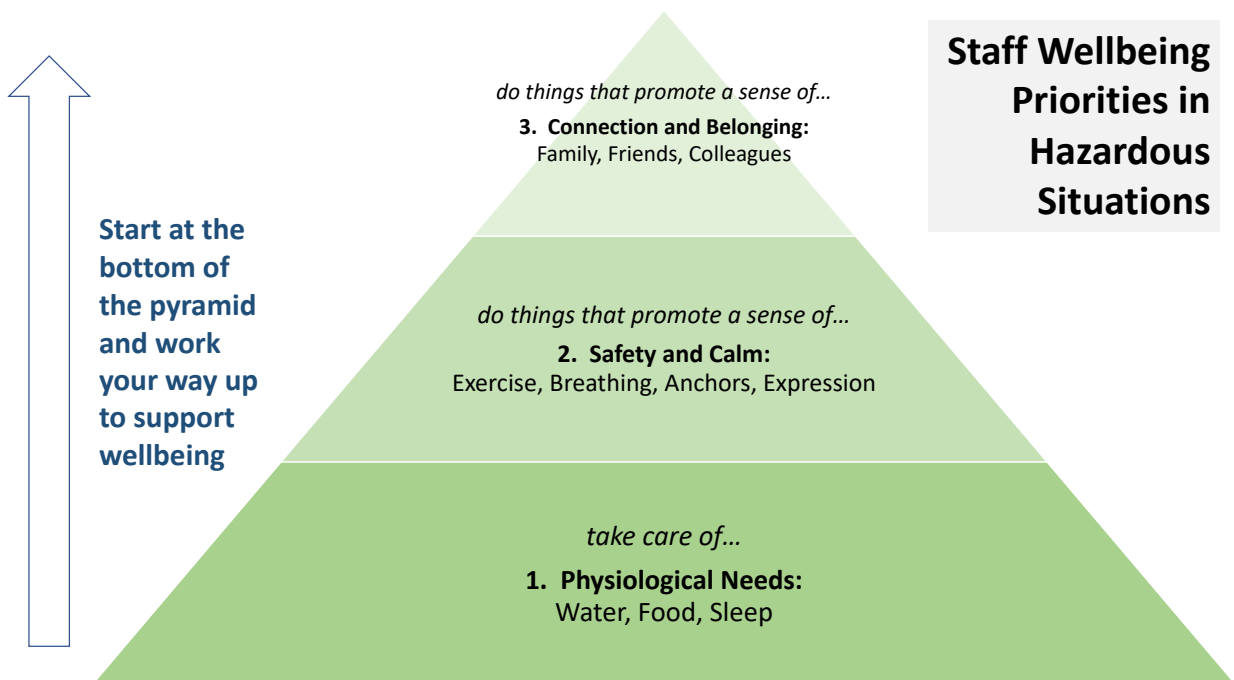 Staff Wellbeing
Priorities in
Hazardous
Situations
do things that promote a sense of…
3. Connection and Belonging:
Family, Friends, Colleagues
Start at the
bottom of
the pyramid
and work
your way up
to support
wellbeing
do things that promote a sense of…
2. Safety and Calm:
Exercise, Breathing, Anchors, Expression
take care of…
1. Physiological Needs:
Water, Food, Sleep